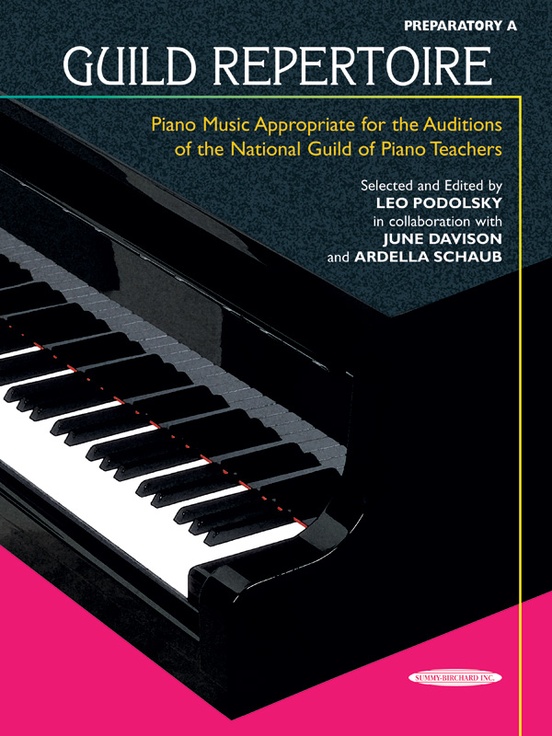 PREPARATORY A
GUILD REPERTOIRE
Piano Music Appropriate for the Auditions
of the National Guild of Piano Teachers
Selected and Edited by
LEO PODOLSKY
in collaboration with
JUNE DAVISON
and ARDELLA SCHAUB
SUMMY-BIRCHARD INC.